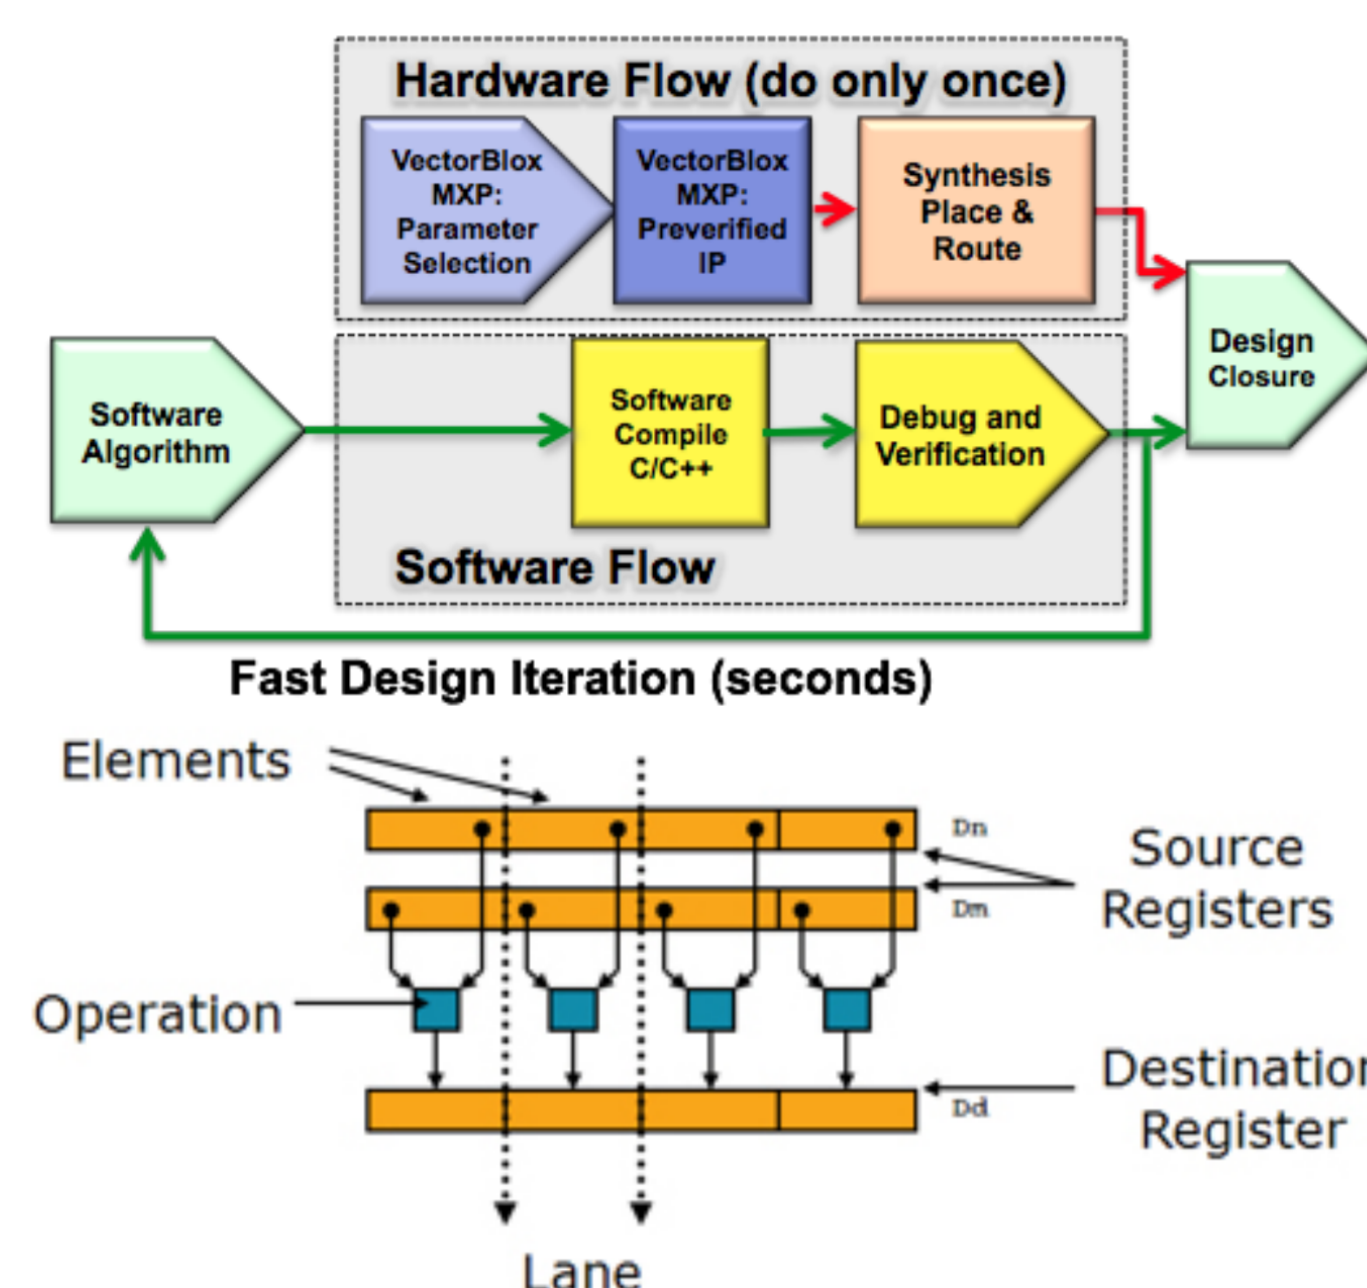 Hardware Flow (do only once)
VectorBlox
MXP:
Parameter
Selection
VectorBlox
MXP:
Preverified
IP
Synthesis
Place &
Route
Design
Closure
Software
Algorithm
Software
Compile
C/C++
Debug and
Verification
Software Flow
Fast Design Iteration (seconds)
Elements
Dn
Source
Registers
Dm
Operation
Destination
Register
Dd
Lane